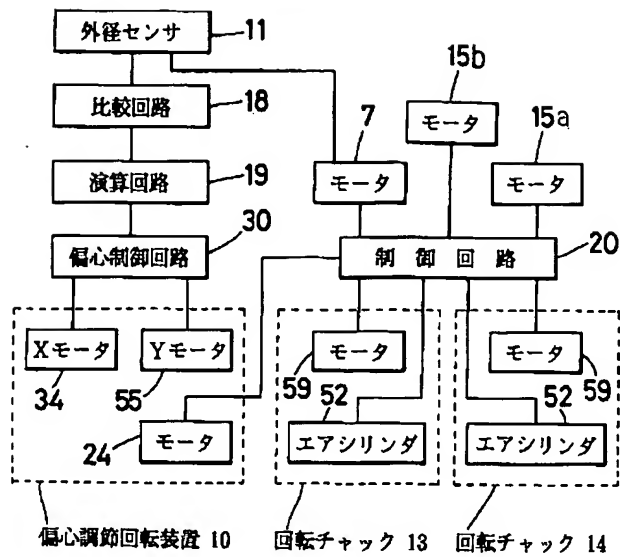 外径センサ
11
15b
比較回路
18
7
モータ
15a
モータ
モータ
演算回路
19
30
偏心制御回路
制御回路
20
Xモータ
Yモータ
モータ
モータ
34
55
59
59
52
52
モータ
24
エアシリンダ
エアシリンダ
偏心調節回転装置 10
回転チャック 13
回転チャック 14